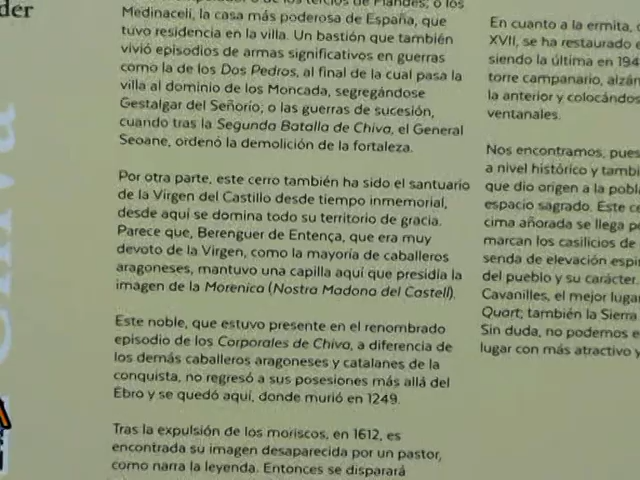 der
Medinaceli, la casa más poderosa de España, que
tuvo residencia en la villa. Un bastión que también
vivió episodios de armas significativos en guerras
como la de los Dos Pedros, al final de la cual pasa la
villa al dominio de los Moncada, segregándose
Gestalgar del Señorío; o las guerras de sucesión,
cuando tras la Segunda Batalla de Chiva, el General
Seoane, ordenó la demolición de la fortaleza.
Por otra parte, este cerro también ha sido el santuario
de la Virgen del Castillo desde tiempo inmemorial,
desde aquí se domina todo su territorio de gracia.
Parece que, Berenguer de Entença, que era muy
devoto de la Virgen, como la mayoría de caballeros
aragoneses, mantuvo una capilla aquí que presidía la
imagen de la Morenica (Nostra Madona del Castell).
Este noble, que estuvo presente en el renombrado
episodio de los Corporales de Chiva, a diferencia de
los demás caballeros aragoneses y catalanes de la
conquista, no regresó a sus posesiones más allá del
Ebro y se quedó aquí, donde murió en 1249.
Tras la expulsión de los moriscos, en 1612, es
encontrada su imagen desaparecida por un pastor,
como narra la leyenda. Entonces se disparará
En cuanto a la ermita,
XVII, se ha restaurado
siendo la última en 194
torre campanario, alzán
la anterior y colocándos
ventanales.
Nos encontramos, pues
a nivel histórico y tambi
que dio origen a la pobl
espacio sagrado. Este ce
cima añorada se llega p
marcan los casilicios de
senda de elevación espi
del pueblo y su carácter.
Cavanilles, el mejor luga
Quart; también la Sierra
Sin duda, no podemos e
lugar con más atractivo y